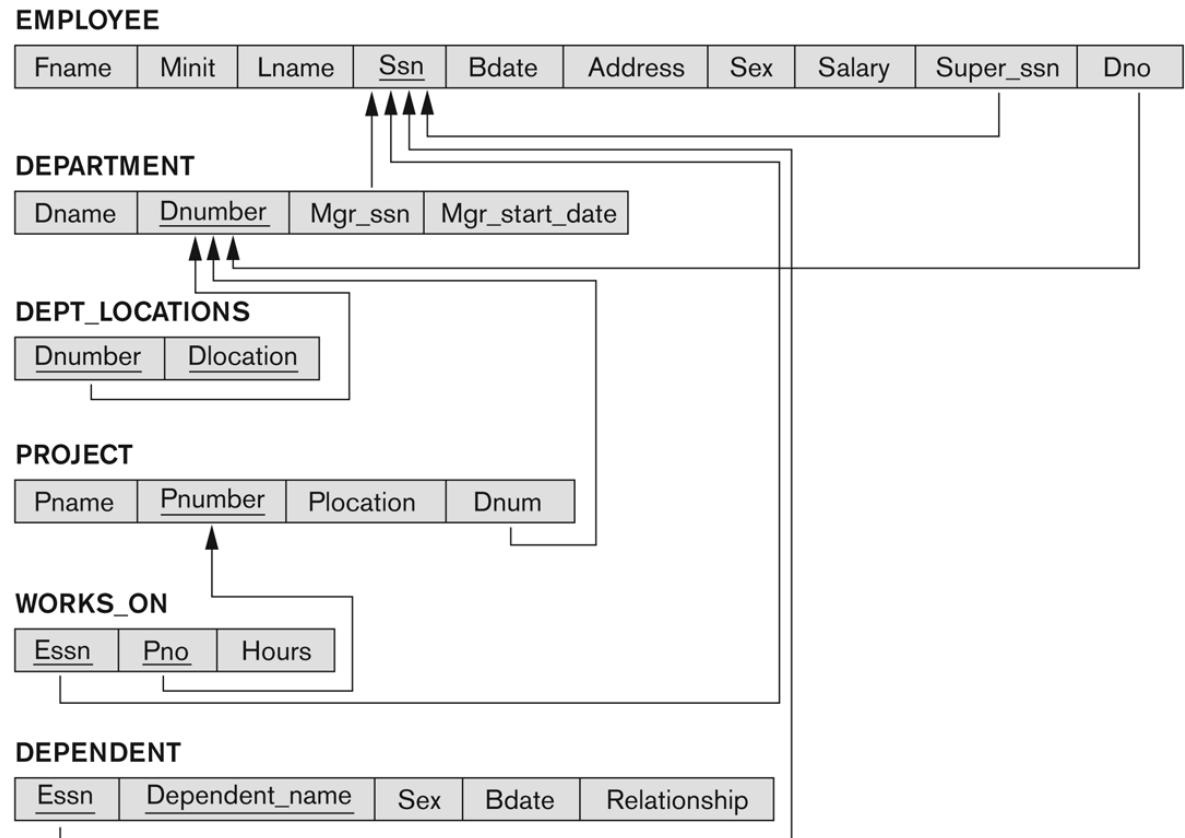 EMPLOYEE
Fname Minit Lname Ssn Bdate Address Sex Salary Super_ssn Dno
DEPARTMENT
Dname Dnumber Mgr_ssn Mgr_start_date
DEPT_LOCATIONS
Dnumber Dlocation
PROJECT
Pname Pnumber Plocation Dnum
WORKS_ON
Essn Pno Hours
DEPENDENT
Essn Dependent_name Sex Bdate Relationship